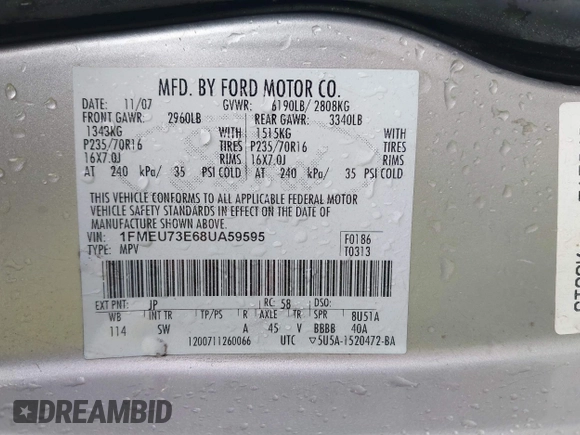 MFD. BY FORD MOTOR CO.
DATE: 11/07 GVWR: 6190LB/ 2808KG
FRONT GAWR: 2960LB REAR GAWR: 3340LB
1343KG WITH 1515KG WITH
P235/70R16 TIRES P235/70R16 TIRES
16X7.0J RIMS 16X7.0J RIMS
AT 240 kPa/ 35 PSI COLD AT 240 kPa/ 35 PSI COLD
THIS VEHICLE CONFORMS TO ALL APPLICABLE FEDERAL MOTOR
VEHICLE SAFETY AND THEFT PREVENTION STANDARDS IN EFFECT ON THE DATE OF
MANUFACTURE SHOWN ABOVE.
VIN: 1FMEU73E68UA59595 F0186
TYPE: MPV T0313
EXT PNT: JP RC: 58 DSO:
WB INT TR TP/PS R AXLE TR SPR 8U51A
114 SW A 45 V BBBB 40A
1200711260066 UTC ▽5U5A-1520472-BA
DREAMBID